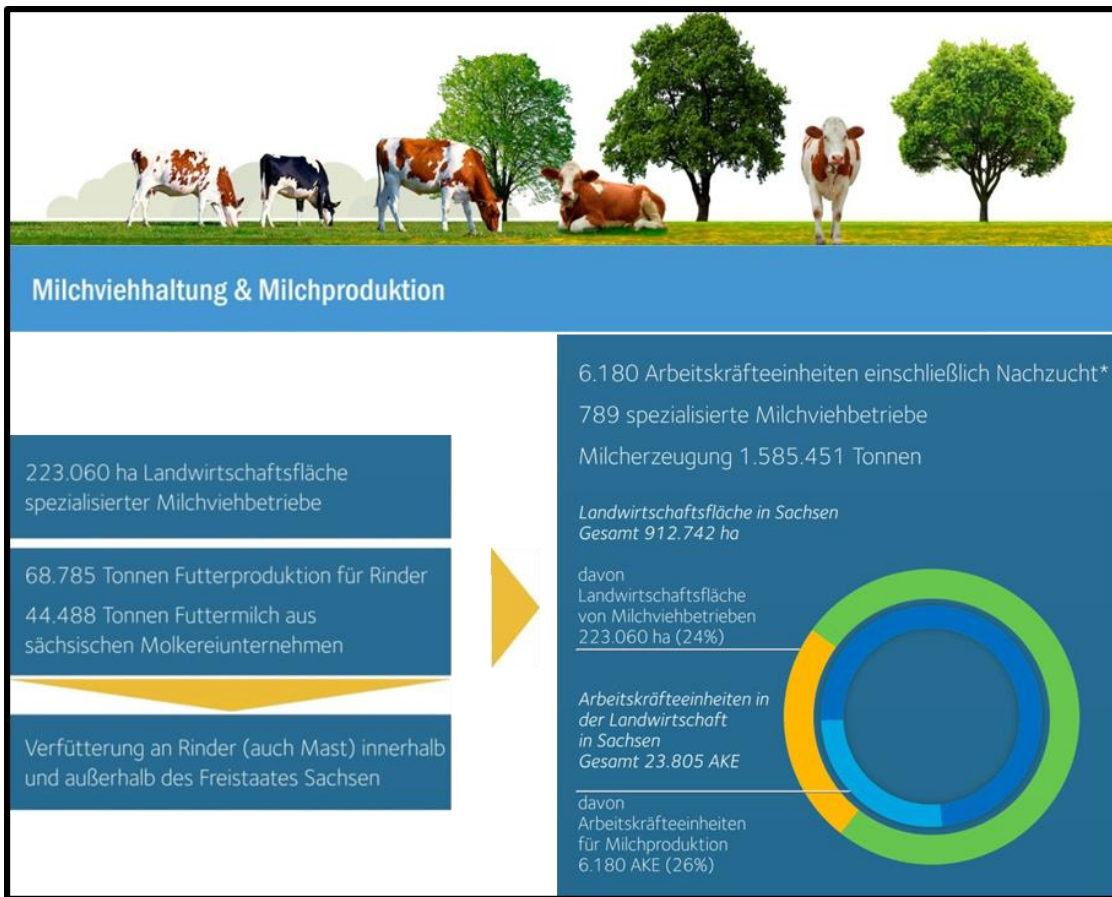 Milchviehhaltung & Milchproduktion
223.060 ha Landwirtschaftsfläche
spezialisierter Milchviehbetriebe
68.785 Tonnen Futterproduktion für Rinder
44.488 Tonnen Futtermilch aus
sächsischen Molkereiunternehmen
Verfütterung an Rinder (auch Mast) innerhalb
und außerhalb des Freistaates Sachsen
6.180 Arbeitskräfteeinheiten einschließlich Nachzucht*
789 spezialisierte Milchviehbetriebe
Milcherzeugung 1.585.451 Tonnen
Landwirtschaftsfläche in Sachsen
Gesamt 912.742 ha
davon
Landwirtschaftsfläche
von Milchviehbetrieben
223.060 ha (24%)
Arbeitskräfteeinheiten in
der Landwirtschaft
in Sachsen
Gesamt 23.805 AKE
davon
Arbeitskräfteeinheiten
für Milchproduktion
6.180 AKE (26%)